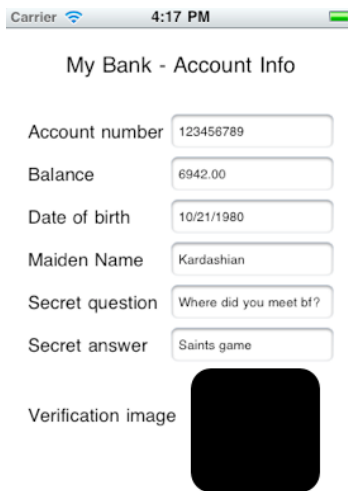 Carrier 4:17 PM
My Bank - Account Info
Account number 123456789
Balance 6942.00
Date of birth 10/21/1980
Maiden Name Kardashian
Secret question Where did you meet bf?
Secret answer Saints game
Verification image